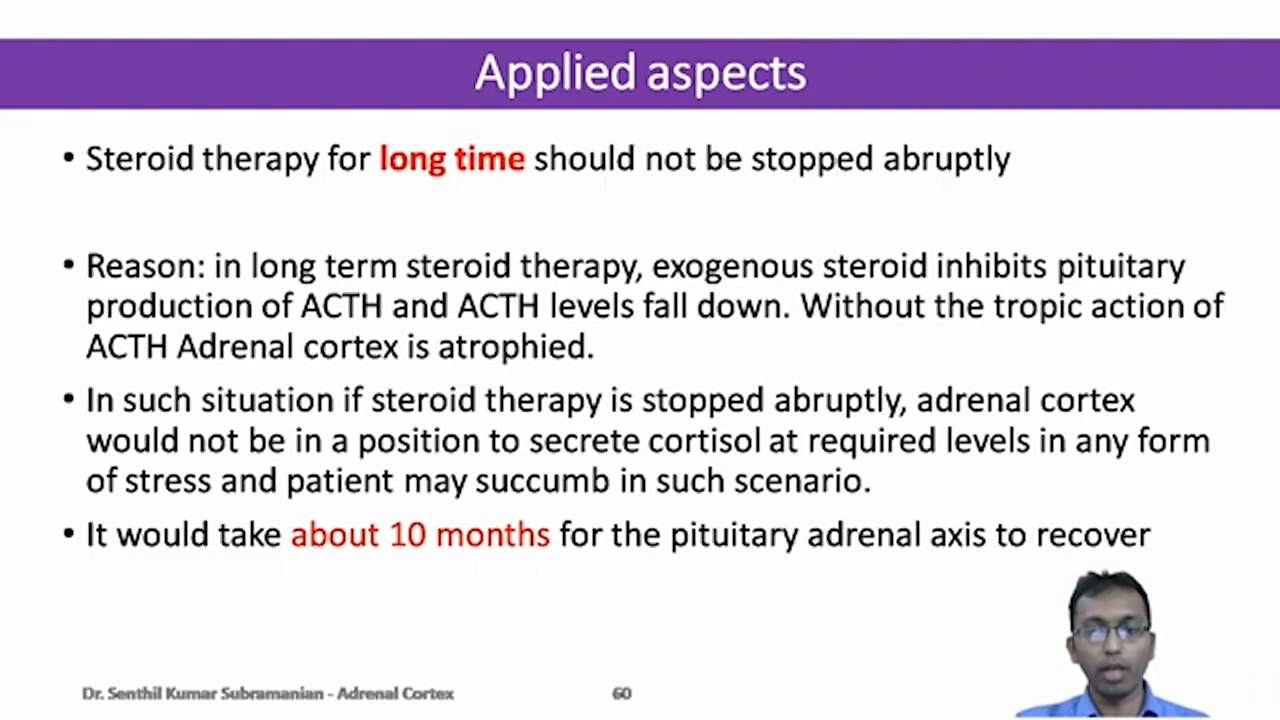 Applied aspects
• Steroid therapy for long time should not be stopped abruptly
• Reason: in long term steroid therapy, exogenous steroid inhibits pituitary
production of ACTH and ACTH levels fall down. Without the tropic action of
ACTH Adrenal cortex is atrophied.
• In such situation if steroid therapy is stopped abruptly, adrenal cortex
would not be in a position to secrete cortisol at required levels in any form
of stress and patient may succumb in such scenario.
• It would take about 10 months for the pituitary adrenal axis to recover
Dr. Senthil Kumar Subramanian - Adrenal Cortex 60